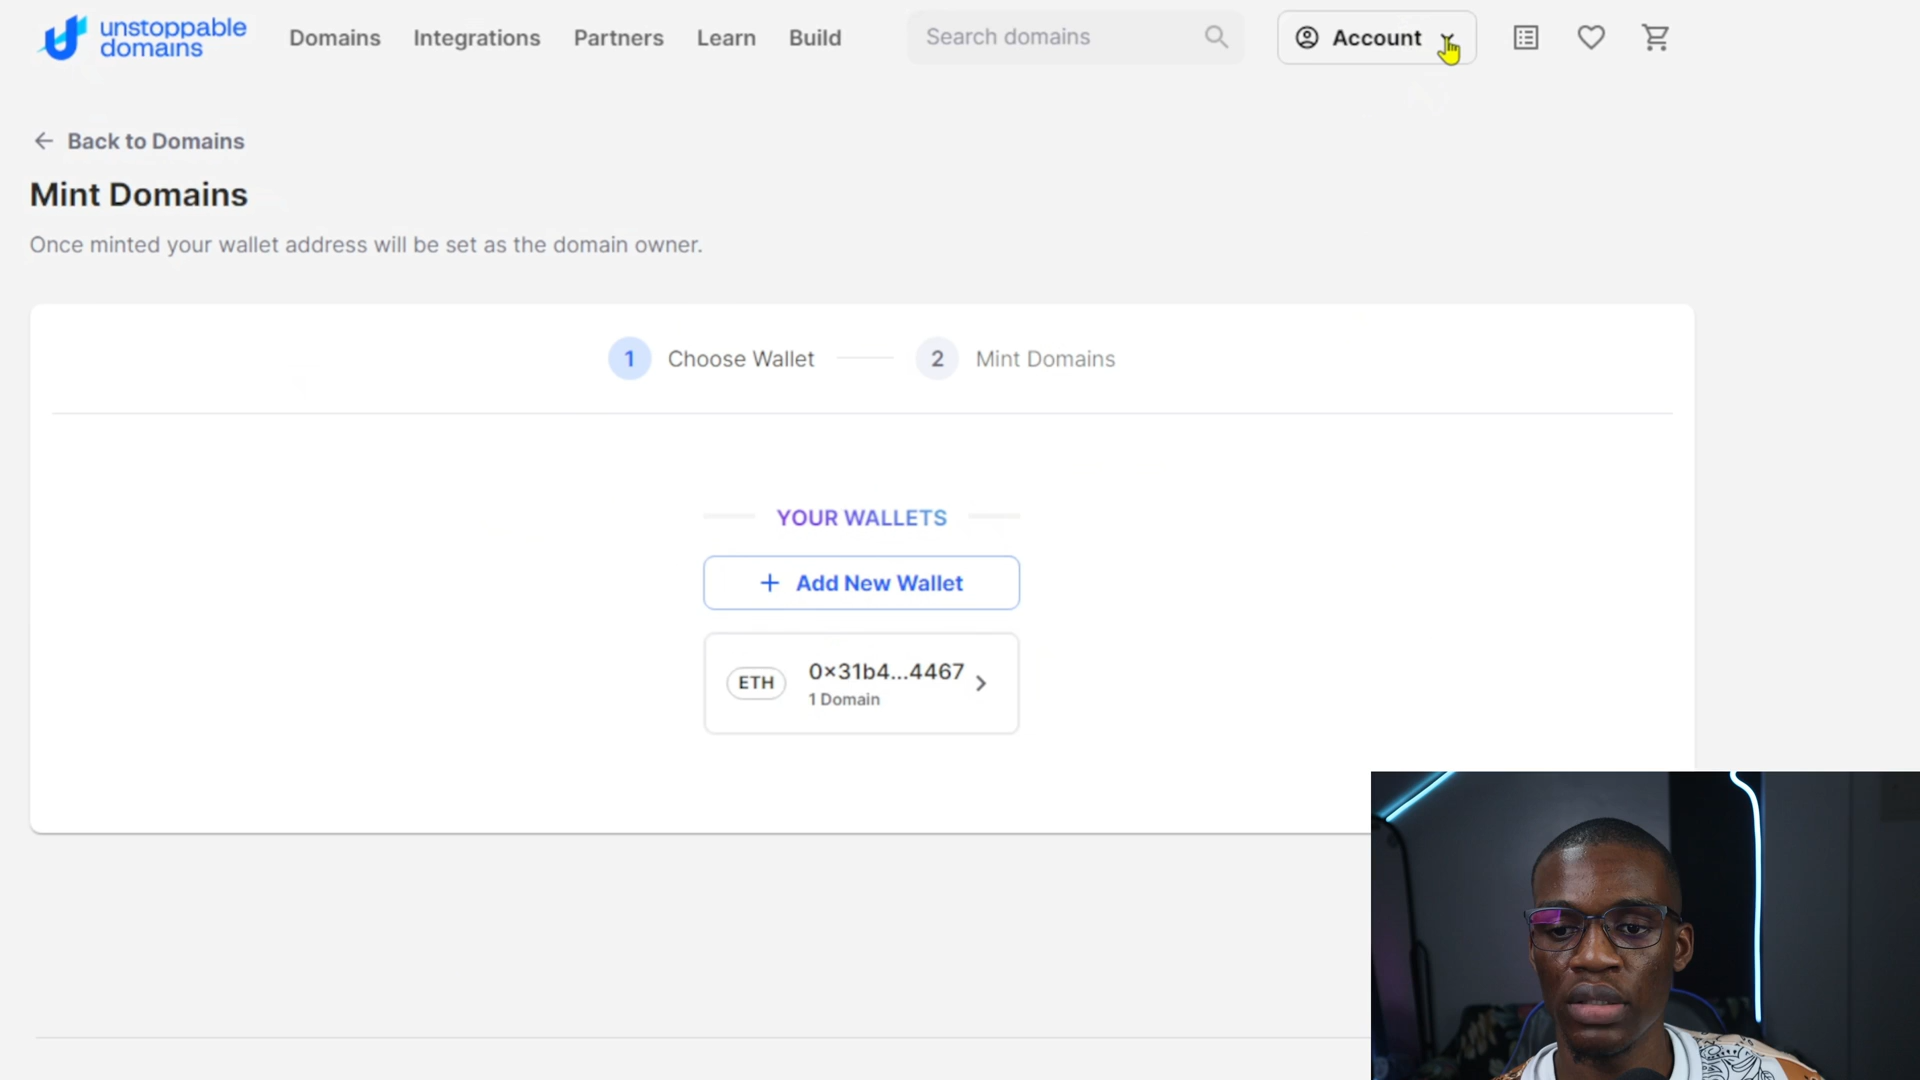 unstoppable
domains
Domains
Integrations
Partners
Learn
Build
Search domains
Account
Back to Domains
Mint Domains
Once minted your wallet address will be set as the domain owner.
1 Choose Wallet
2 Mint Domains
YOUR WALLETS
+ Add New Wallet
ETH
0×31b4...4467
1 Domain